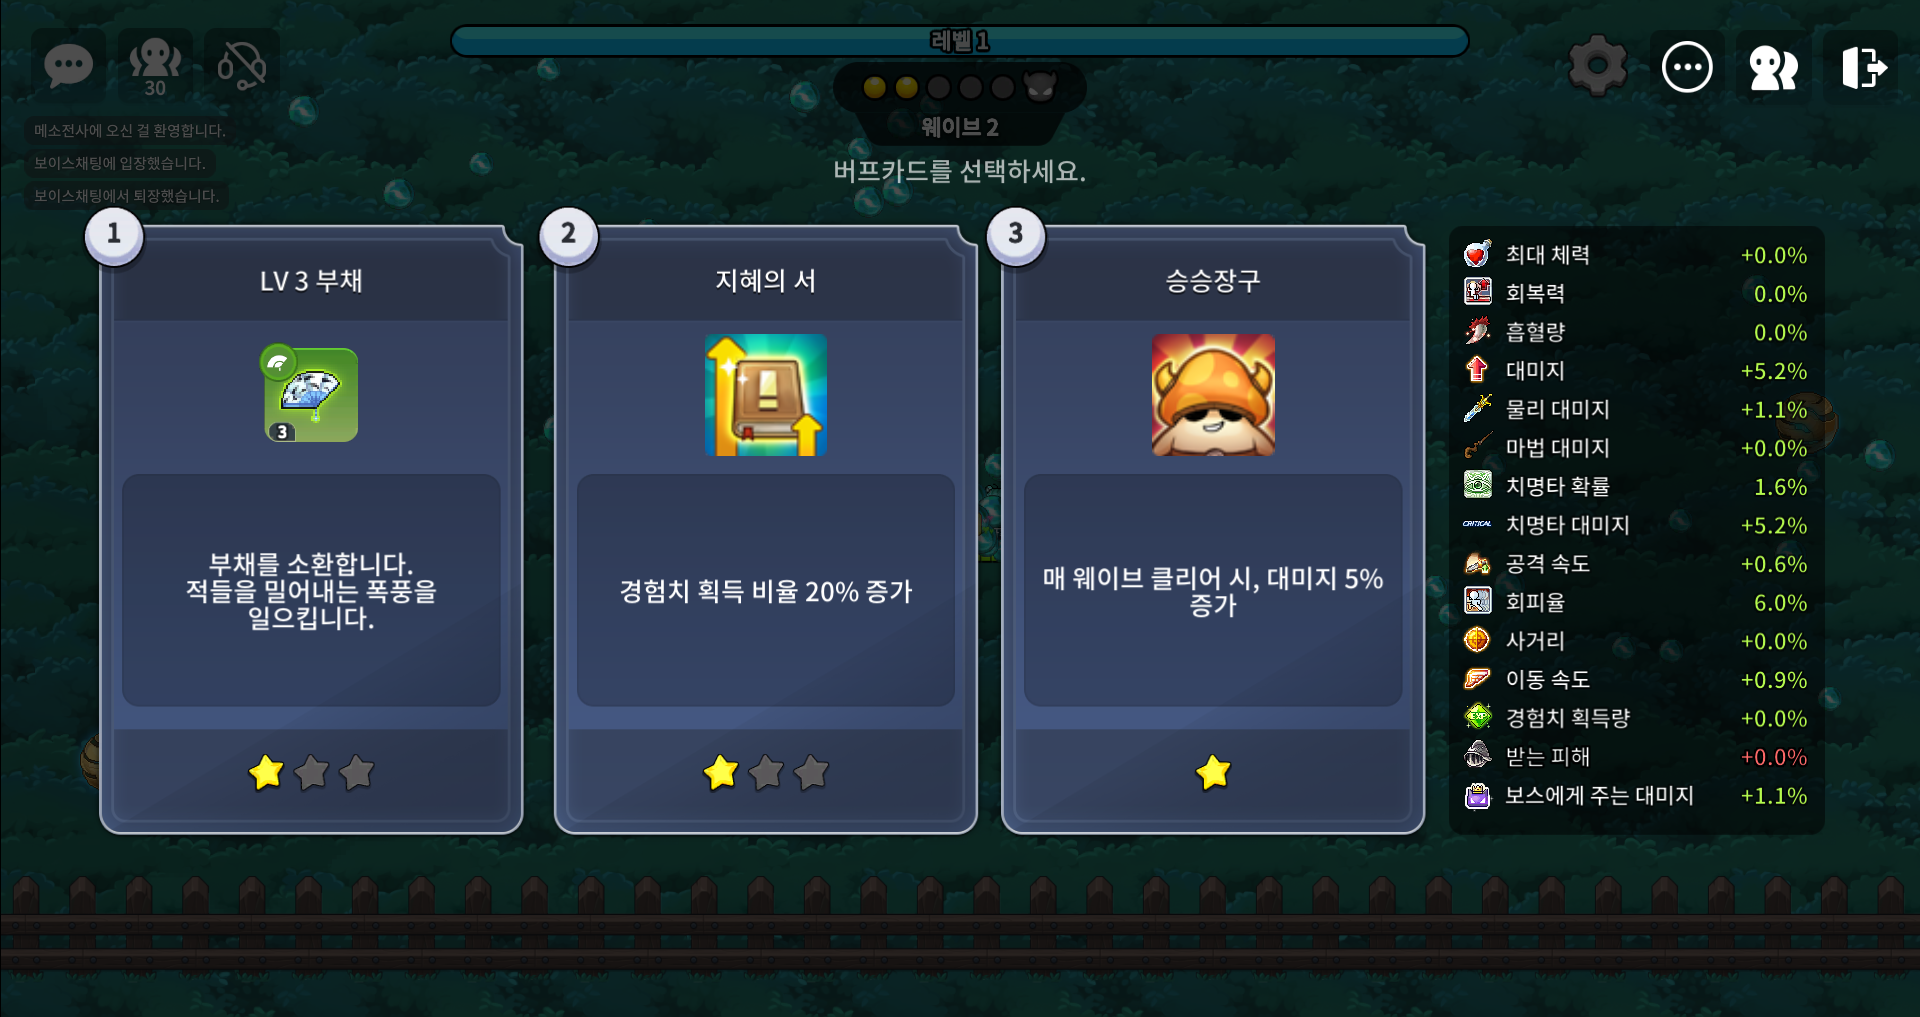 레벨 1
30
웨이브 2
메소전사에 오신 걸 환영합니다.
보이스채팅에 입장했습니다.
보이스채팅에서 퇴장했습니다.
버프카드를 선택하세요.
1
LV 3 부채
3
부채를 소환합니다.
적들을 밀어내는 폭풍을
일으킵니다.
2
지혜의 서
경험치 획득 비율 20% 증가
3
승승장구
매 웨이브 클리어 시, 대미지 5%
증가
최대 체력 +0.0%
회복력 0.0%
흡혈량 0.0%
대미지 +5.2%
물리 대미지 +1.1%
마법 대미지 +0.0%
치명타 확률 1.6%
CRITICAL 치명타 대미지 +5.2%
공격 속도 +0.6%
회피율 6.0%
사거리 +0.0%
이동 속도 +0.9%
EXP 경험치 획득량 +0.0%
받는 피해 +0.0%
보스에게 주는 대미지 +1.1%